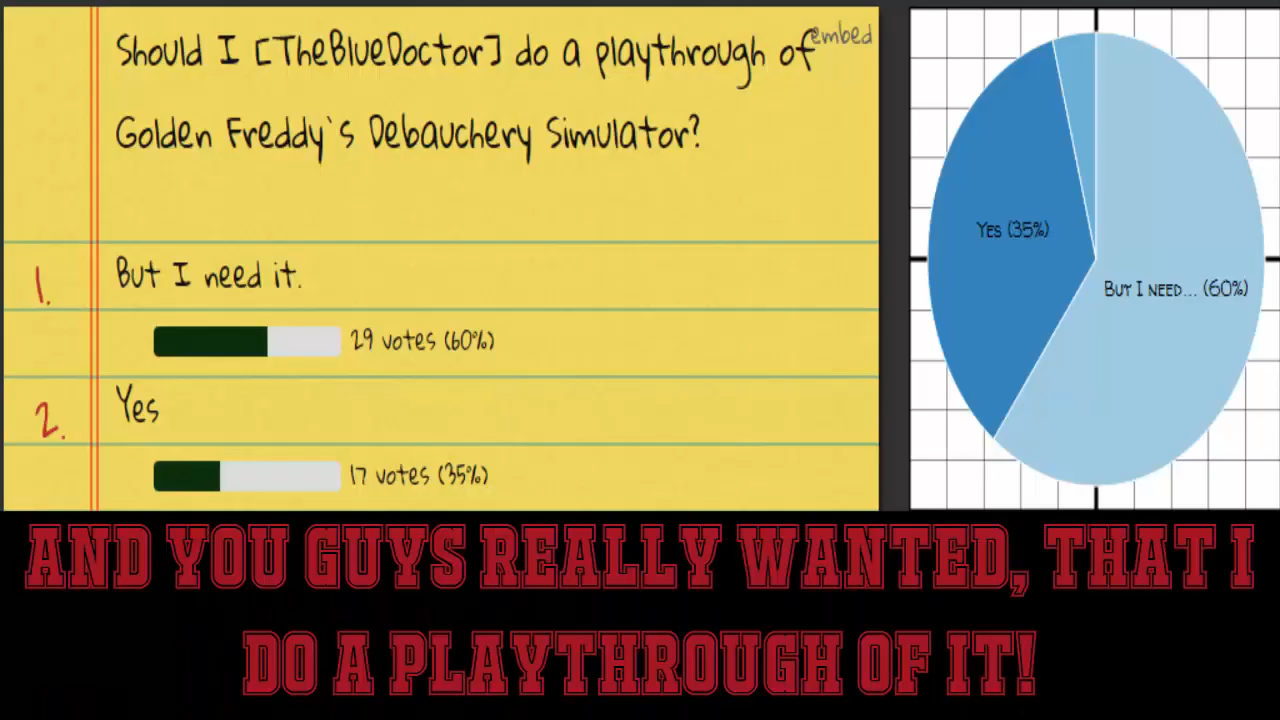 Should I [TheBlueDoctor] do a playthrough of
embed
Golden Freddy`s Debauchery Simulator?
1.
But I need it.
29 votes (60%)
2.
Yes
17 votes (35%)
Yes (35%)
But I need... (60%)
AND YOU GUYS REALLY WANTED, THAT I
DO A PLAYTHROUGH OF IT!